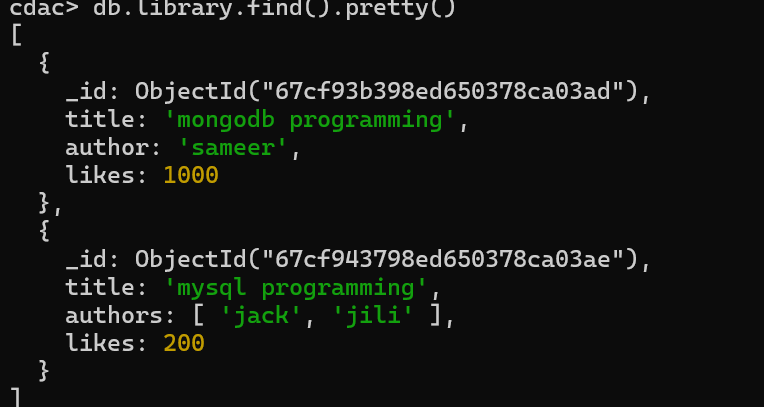 cdac> db.library.find().pretty()
[
  {
    _id: ObjectId("67cf93b398ed650378ca03ad"),
    title: 'mongodb programming',
    author: 'sameer',
    likes: 1000
  },
  {
    _id: ObjectId("67cf943798ed650378ca03ae"),
    title: 'mysql programming',
    authors: [ 'jack', 'jili' ],
    likes: 200
  }
]